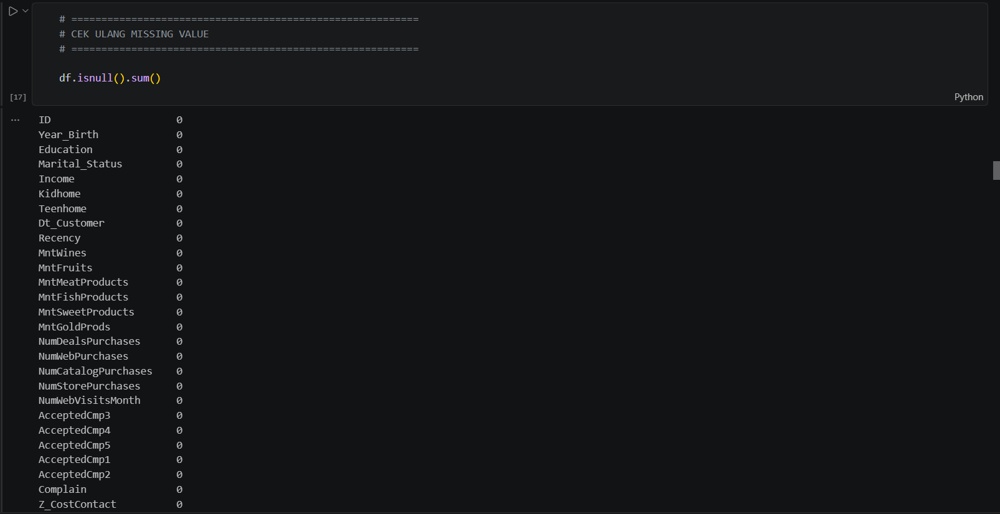 # ==========================================================
# CEK ULANG MISSING VALUE
# ==========================================================
df.isnull().sum()
[17]
Python
... ID 0
Year_Birth 0
Education 0
Marital_Status 0
Income 0
Kidhome 0
Teenhome 0
Dt_Customer 0
Recency 0
MntWines 0
MntFruits 0
MntMeatProducts 0
MntFishProducts 0
MntSweetProducts 0
MntGoldProds 0
NumDealsPurchases 0
NumWebPurchases 0
NumCatalogPurchases 0
NumStorePurchases 0
NumWebVisitsMonth 0
AcceptedCmp3 0
AcceptedCmp4 0
AcceptedCmp5 0
AcceptedCmp1 0
AcceptedCmp2 0
Complain 0
Z_CostContact 0